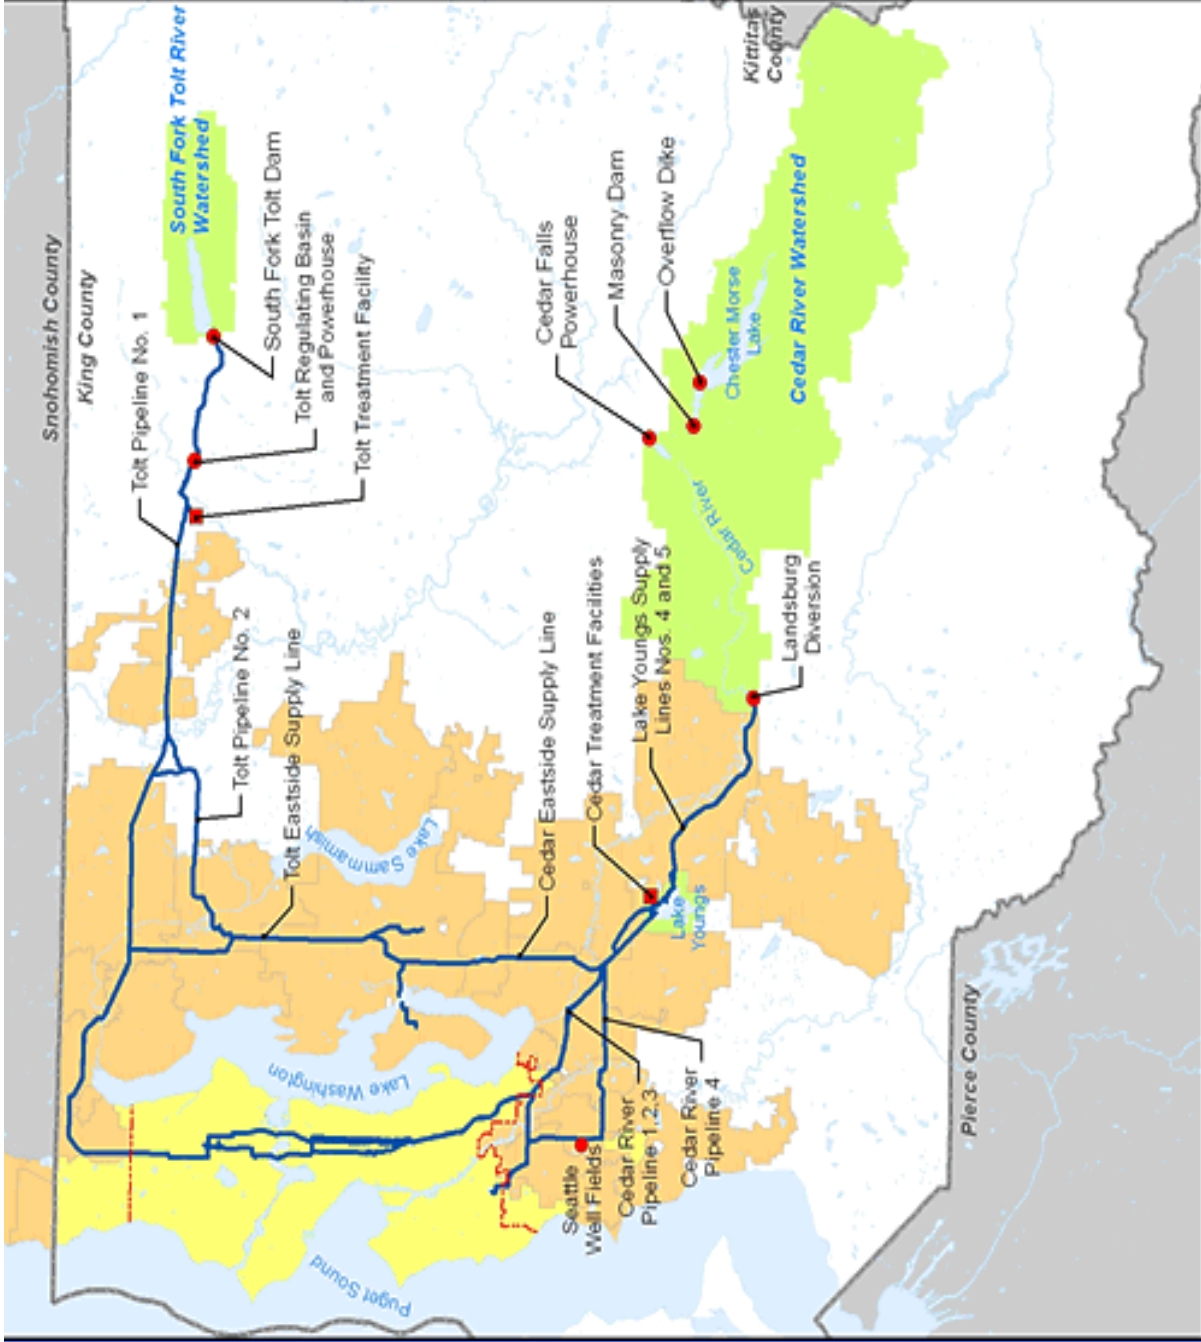 Snohomish County
King County
South Fork Tolt River
Watershed
Tolt Pipeline No. 1
South Fork Tolt Dam
Tolt Regulating Basin
and Powerhouse
Tolt Treatment Facility
Tolt Pipeline No. 2
Tolt Eastside Supply Line
Lake Sammamish
Cedar Eastside Supply Line
Cedar Treatment Facilities
Lake Youngs Supply
Lines Nos. 4 and 5
Kittitas
County
Cedar Falls
Powerhouse
Masonry Dam
Overflow Dike
Chester Morse
Lake
Cedar River Watershed
Cedar River
Landsburg
Diversion
Lake
Youngs
Lake Washington
Puget Sound
Seattle
Well Fields
Cedar River
Pipeline 1,2,3
Cedar River
Pipeline 4
Pierce County